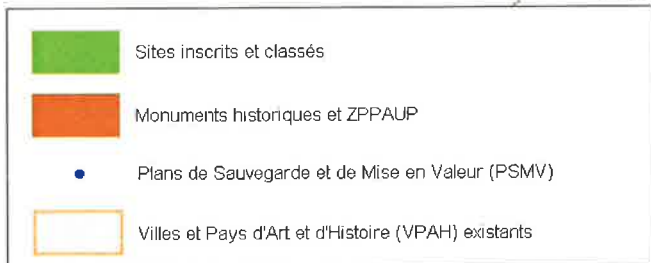 Sites inscrits et classés
Monuments historiques et ZPPAUP
Plans de Sauvegarde et de Mise en Valeur (PSMV)
Villes et Pays d'Art et d'Histoire (VPAH) existants